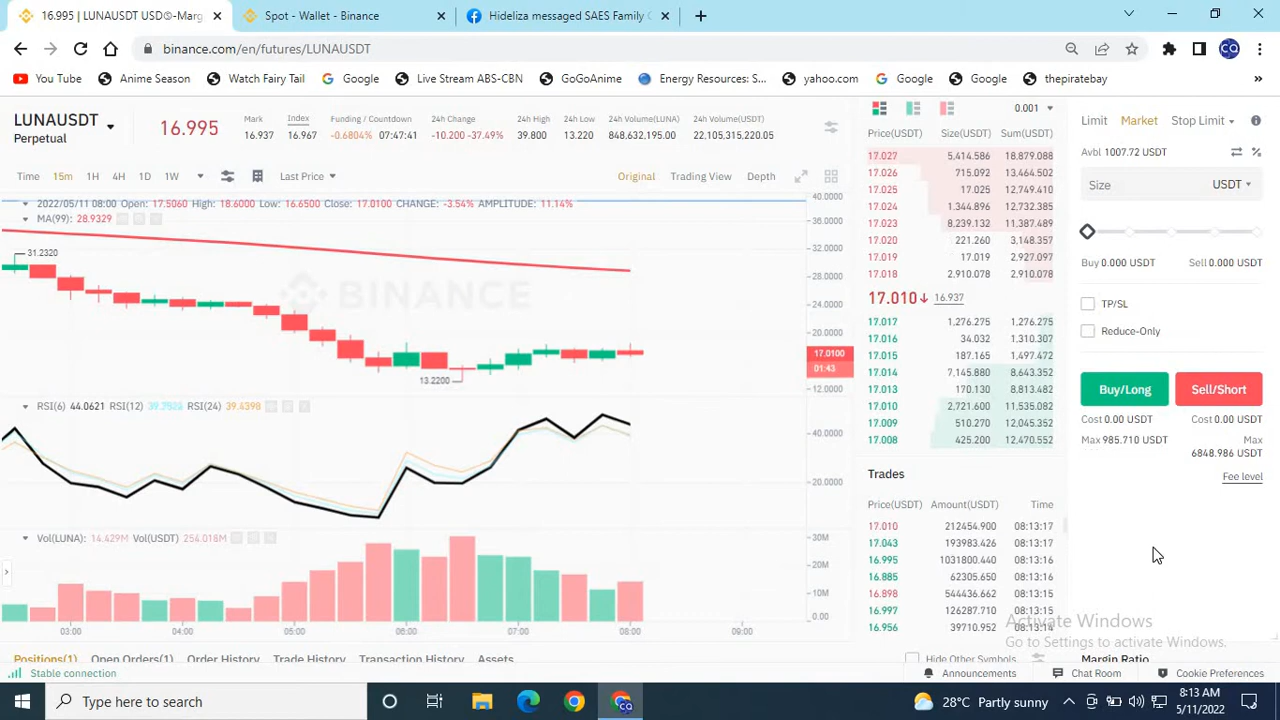 16.995 | LUNAUSDT USDⓈ-Marg
Spot - Wallet - Binance
Hideliza messaged SAES Family
binance.com/en/futures/LUNAUSDT
You Tube
Anime Season
Watch Fairy Tail
Google
Live Stream ABS-CBN
GoGoAnime
Energy Resources: S...
yahoo.com
Google
Google
thepiratebay
»
LUNAUSDT
Perpetual
16.995
Mark
16.937
Index
16.967
Funding / Countdown
-0.6804% 07:47:41
24h Change
-10.200 -37.49%
24h High
39.800
24h Low
13.220
24h Volume(LUNA)
848,632,195.00
24h Volume(USDT)
22,105,315,220.05
Time 15m 1H 4H 1D 1W
Last Price
Original Trading View Depth
2022/05/11 08:00 Open: 17.5060 High: 18.6000 Low: 16.6500 Close: 17.0100 CHANGE: -3.54% AMPLITUDE: 11.14%
MA(99): 28.9329
31.2320
BINANCE
13.2200
40.0000
36.0000
32.0000
28.0000
24.0000
20.0000
17.0100
01:43
12.0000
RSI(6) 44.0621 RSI(12) RSI(24) 39.4398
40.0000
20.0000
Vol(LUNA): 14.429M Vol(USDT) 254.018M
30M
20M
10M
0.00
03:00 04:00 05:00 06:00 07:00 08:00 09:00
0.001
Price(USDT) Size(USDT) Sum(USDT)
17.027 5,414.586 18,879.088
17.026 715.092 13,464.502
17.025 17.025 12,749.410
17.024 1,344.896 12,732.385
17.023 8,239.132 11,387.489
17.020 221.260 3,148.357
17.019 17.019 2,927.097
17.018 2,910.078 2,910.078
17.010↓ 16.937
17.017 1,276.275 1,276.275
17.016 34.032 1,310.307
17.015 187.165 1,497.472
17.014 7,145.880 8,643.352
17.013 170.130 8,813.482
17.010 2,721.600 11,535.082
17.009 510.270 12,045.352
17.008 425.200 12,470.552
Trades
Price(USDT) Amount(USDT) Time
17.010 212454.900 08:13:17
17.043 193983.426 08:13:17
16.995 1031800.440 08:13:16
16.885 62305.650 08:13:16
16.898 544436.662 08:13:15
16.997 126287.710 08:13:15
16.956 39710.952 08:13:14
Limit Market Stop Limit
Avbl 1007.72 USDT
Size USDT
Buy 0.000 USDT Sell 0.000 USDT
TP/SL
Reduce-Only
Buy/Long Sell/Short
Cost 0.00 USDT Cost 0.00 USDT
Max 985.710 USDT Max
6848.986 USDT
Fee level
Activate Windows
Go to Settings to activate Windows.
Positions(1) Open Orders(1) Order History Trade History Transaction History Assets
Hide Other Symbols
Margin Ratio
Stable connection
Announcements
Chat Room
Cookie Preferences
Type here to search
28°C Partly sunny
8:13 AM
5/11/2022